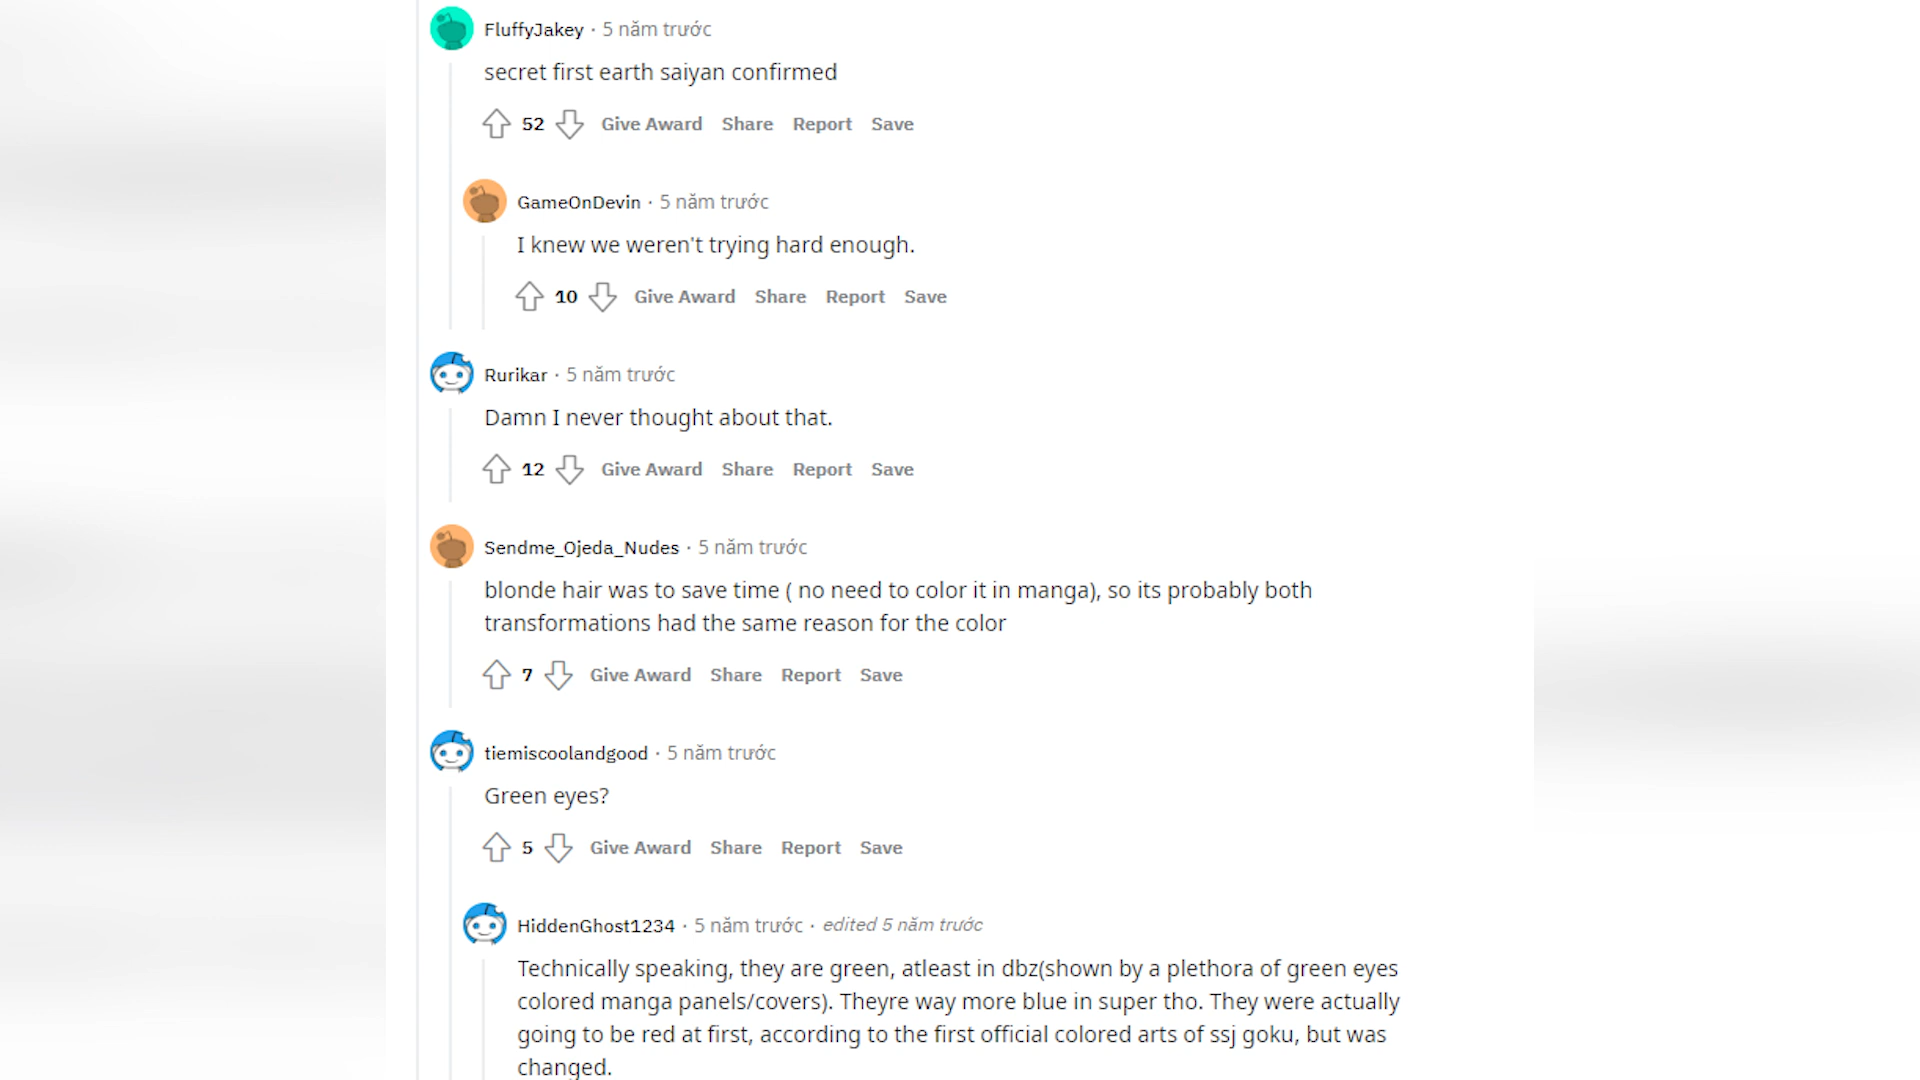 FluffyJakey · 5 năm trước
secret first earth saiyan confirmed
52 Give Award Share Report Save
GameOnDevin · 5 năm trước
I knew we weren't trying hard enough.
10 Give Award Share Report Save
Rurikar · 5 năm trước
Damn I never thought about that.
12 Give Award Share Report Save
Sendme_Ojeda_Nudes · 5 năm trước
blonde hair was to save time ( no need to color it in manga), so its probably both
transformations had the same reason for the color
7 Give Award Share Report Save
tiemiscoolandgood · 5 năm trước
Green eyes?
5 Give Award Share Report Save
HiddenGhost1234 · 5 năm trước · edited 5 năm trước
Technically speaking, they are green, atleast in dbz(shown by a plethora of green eyes
colored manga panels/covers). Theyre way more blue in super tho. They were actually
going to be red at first, according to the first official colored arts of ssj goku, but was
changed.